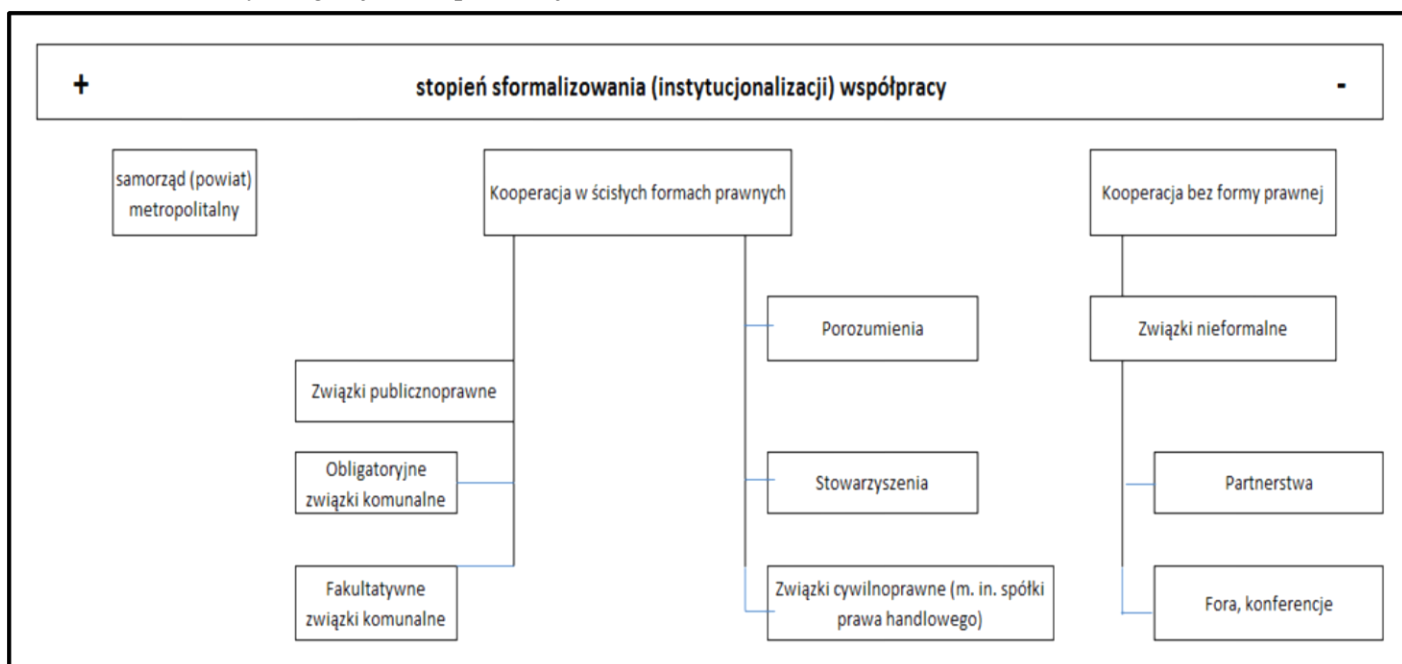 + stopień sformalizowania (instytucjonalizacji) współpracy -
samorząd (powiat)
metropolitalny
Kooperacja w ścisłych formach prawnych
Kooperacja bez formy prawnej
Porozumienia
Związki nieformalne
Związki publicznoprawne
Obligatoryjne
związki komunalne
Stowarzyszenia
Partnerstwa
Fakultatywne
związki komunalne
Związki cywilnoprawne (m. in. spółki
prawa handlowego)
Fora, konferencje